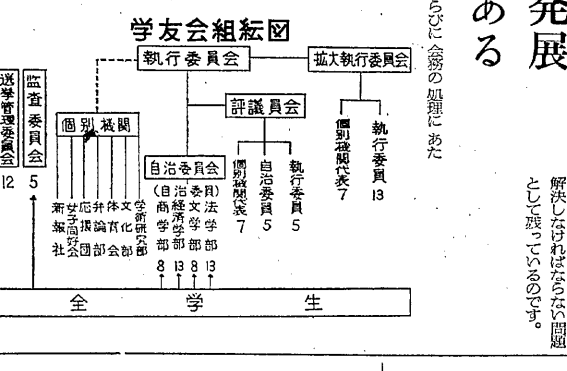 発展
ある
らびに会務の処理にあた
学友会組織図
執行委員会
拡大執行委員会
評議員会
個別機関
自治委員会
監査委員会
5
選挙管理委員会
12
執行委員 13
個別機関代表 7
執行委員 5
自治委員 5
個別機関代表 7
学術研究部
文化部
体育会
弁論部
応援団
女子同好会
新報社
(自治委員)
法学部 13
文学部 8
経済学部 13
商学部 8
全学生
解決しなければならない問題
として残っているのです。